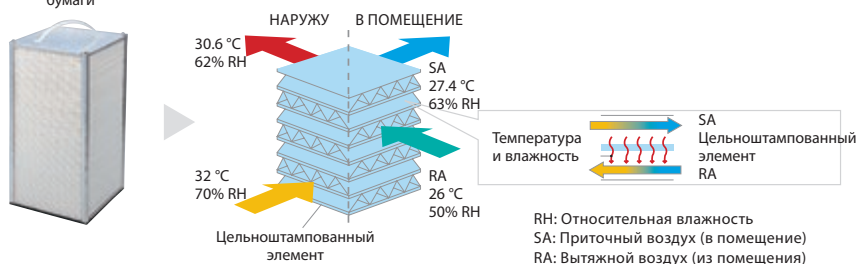 бумаги
НАРУЖУ
В ПОМЕЩЕНИЕ
30.6 °C
62% RH
SA
27.4 °C
63% RH
32 °C
70% RH
RA
26 °C
50% RH
Цельноштампованный
элемент
Температура
и влажность
SA
Цельноштампованный
элемент
RA
RH: Относительная влажность
SA: Приточный воздух (в помещение)
RA: Вытяжной воздух (из помещения)